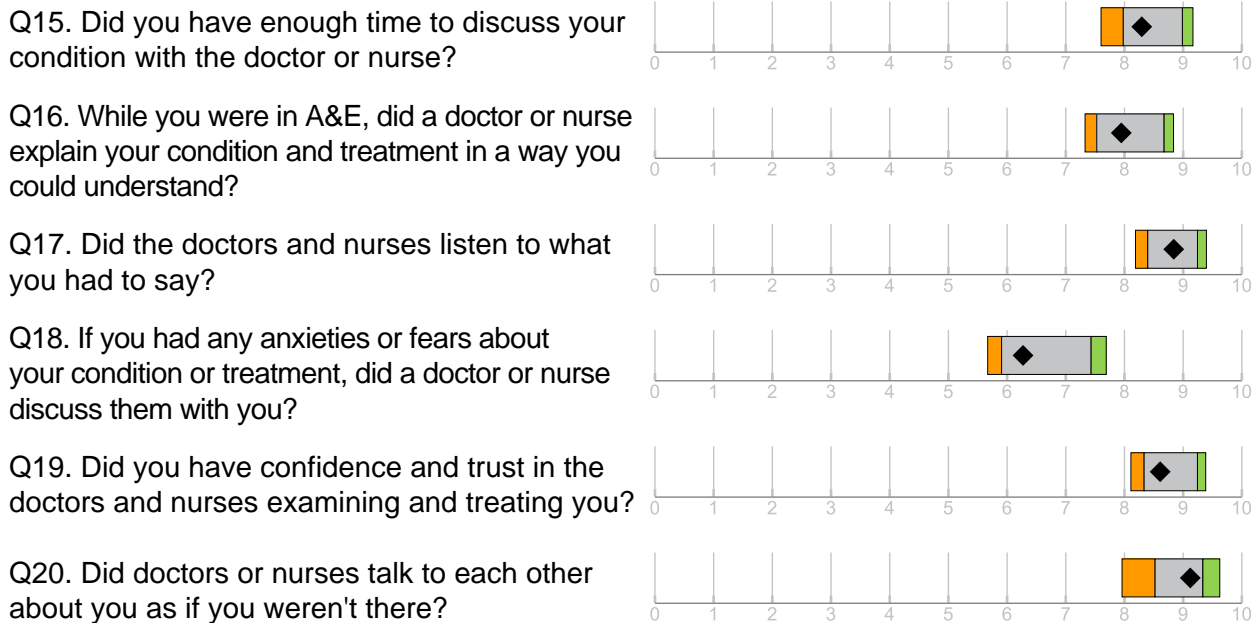 Q15. Did you have enough time to discuss your
condition with the doctor or nurse?
0 1 2 3 4 5 6 7 8 9 10
Q16. While you were in A&E, did a doctor or nurse
explain your condition and treatment in a way you
could understand?
0 1 2 3 4 5 6 7 8 9 10
Q17. Did the doctors and nurses listen to what
you had to say?
0 1 2 3 4 5 6 7 8 9 10
Q18. If you had any anxieties or fears about
your condition or treatment, did a doctor or nurse
discuss them with you?
0 1 2 3 4 5 6 7 8 9 10
Q19. Did you have confidence and trust in the
doctors and nurses examining and treating you?
0 1 2 3 4 5 6 7 8 9 10
Q20. Did doctors or nurses talk to each other
about you as if you weren't there?
0 1 2 3 4 5 6 7 8 9 10